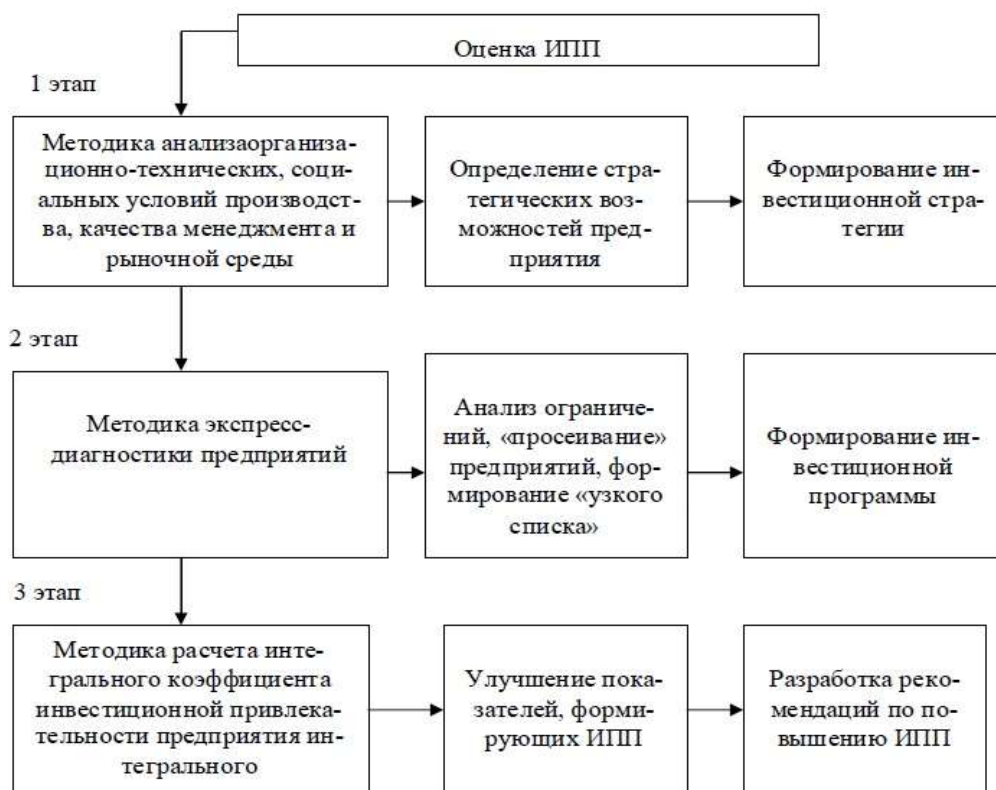 Оценка ИПП
1 этап
Методика анализаорганиза-
ционно-технических, соци-
альных условий производст-
ва, качества менеджмента и
рыночной среды
Определение стра-
тегических воз-
можностей пред-
приятия
Формирование ин-
вестиционной стра-
тегии
2 этап
Методика экспресс-
диагностики предприятий
Анализ ограниче-
ний, «просеивание»
предприятий, фор-
мирование «узкого
списка»
Формирование ин-
вестиционной
программы
3 этап
Методика расчета инте-
грального коэффициента
инвестиционной привлека-
тельности предприятия ин-
тегрального
Улучшение пока-
зателей, форми-
рующих ИПП
Разработка реко-
мендаций по по-
вышению ИПП